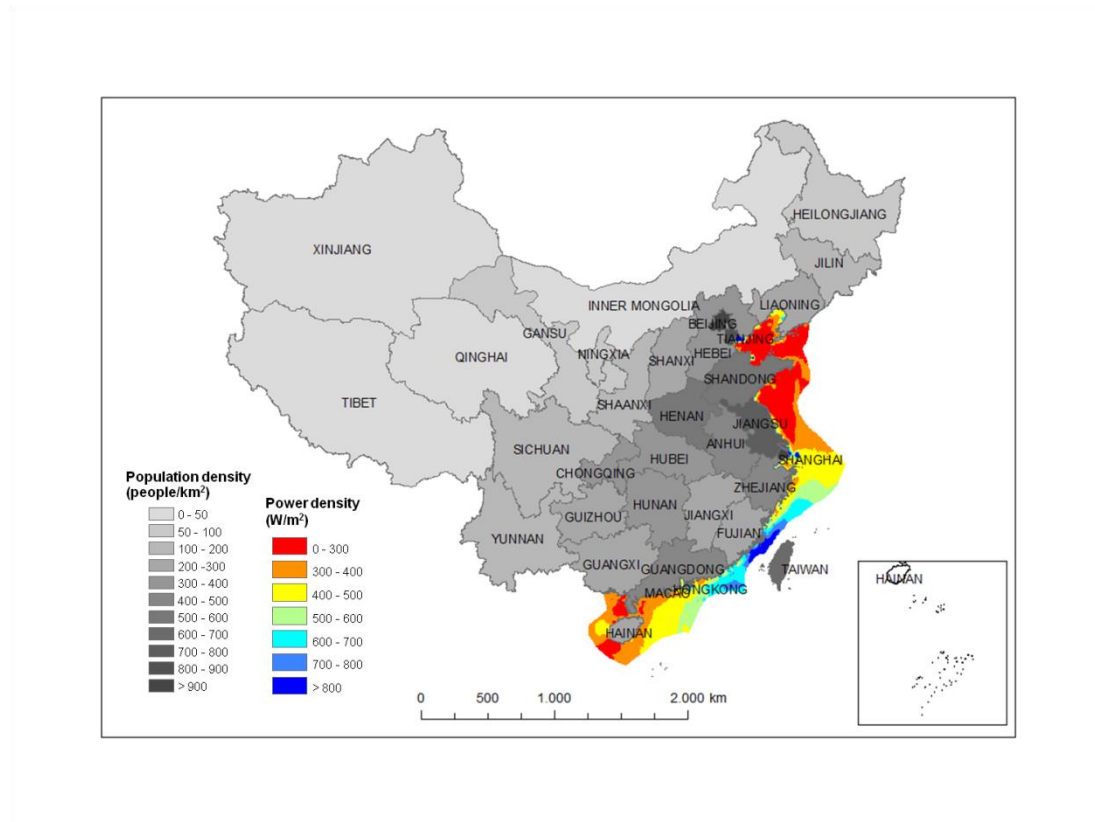 HEILONGJIANG
JILIN
XINJIANG
LIAONING
INNER MONGOLIA
BEIJING
GANSU
TIANJING
NINGXIA
HEBEI
QINGHAI
SHANXI
SHANDONG
TIBET
SHAANXI
HENAN
JIANGSU
ANHUI
SICHUAN
HUBEI
SHANGHAI
CHONGQING
ZHEJIANG
HUNAN
JIANGXI
GUIZHOU
FUJIAN
YUNNAN
GUANGXI
GUANGDONG
TAIWAN
HONGKONG
MACAO
HAINAN
HAINAN
Population density
(people/km²)
0 - 50
50 - 100
100 - 200
200 - 300
300 - 400
400 - 500
500 - 600
600 - 700
700 - 800
800 - 900
> 900
Power density
(W/m²)
0 - 300
300 - 400
400 - 500
500 - 600
600 - 700
700 - 800
> 800
0 500 1.000 2.000 km